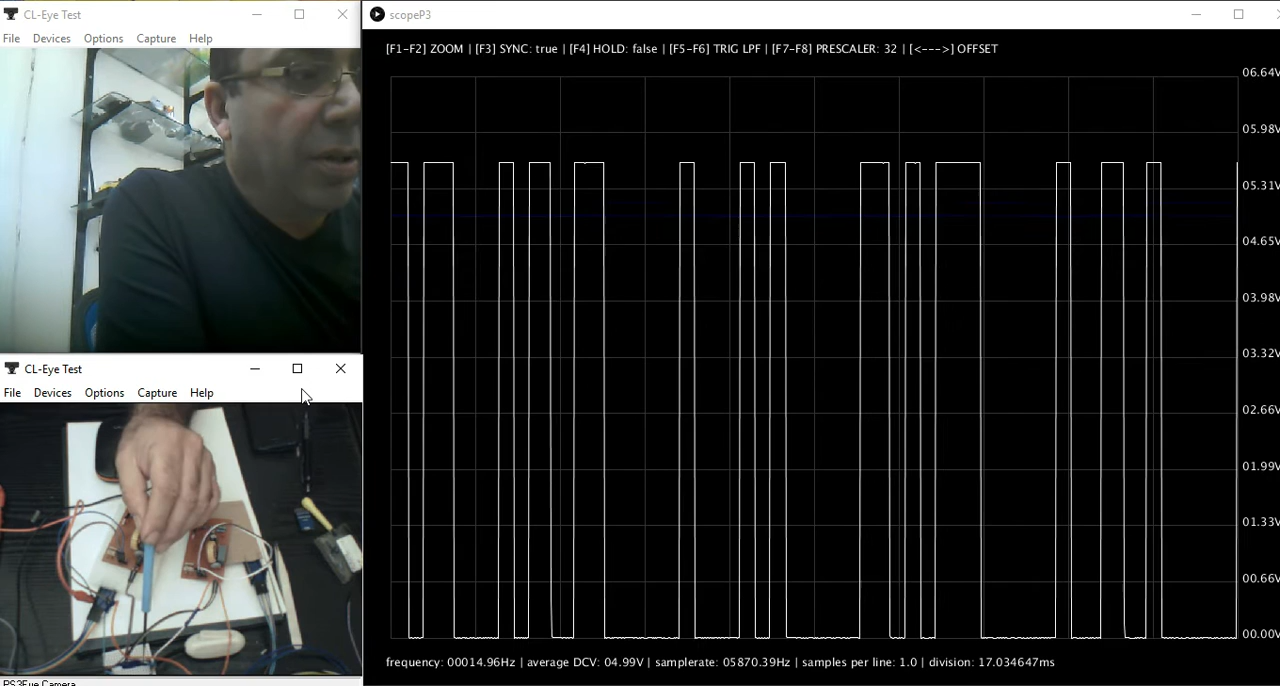 CL-Eye Test
File Devices Options Capture Help
CL-Eye Test
File Devices Options Capture Help
PS3Eye Camera
scopeP3
[F1-F2] ZOOM | [F3] SYNC: true | [F4] HOLD: false | [F5-F6] TRIG LPF | [F7-F8] PRESCALER: 32 | [<--->] OFFSET
06.64V
05.98V
05.31V
04.65V
03.98V
03.32V
02.66V
01.99V
01.33V
00.66V
00.00V
frequency: 00014.96Hz | average DCV: 04.99V | samplerate: 05870.39Hz | samples per line: 1.0 | division: 17.034647ms